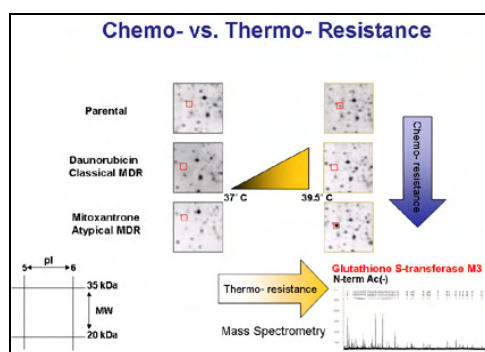 Chemo- vs. Thermo- Resistance
Parental
Daunorubicin
Classical MDR
Mitoxantrone
Atypical MDR
37° C
39.5° C
Chemo- resistance
5
pI
6
35 kDa
MW
20 kDa
Thermo- resistance
Mass Spectrometry
Glutathione S-transferase M3
N-term Ac(-)